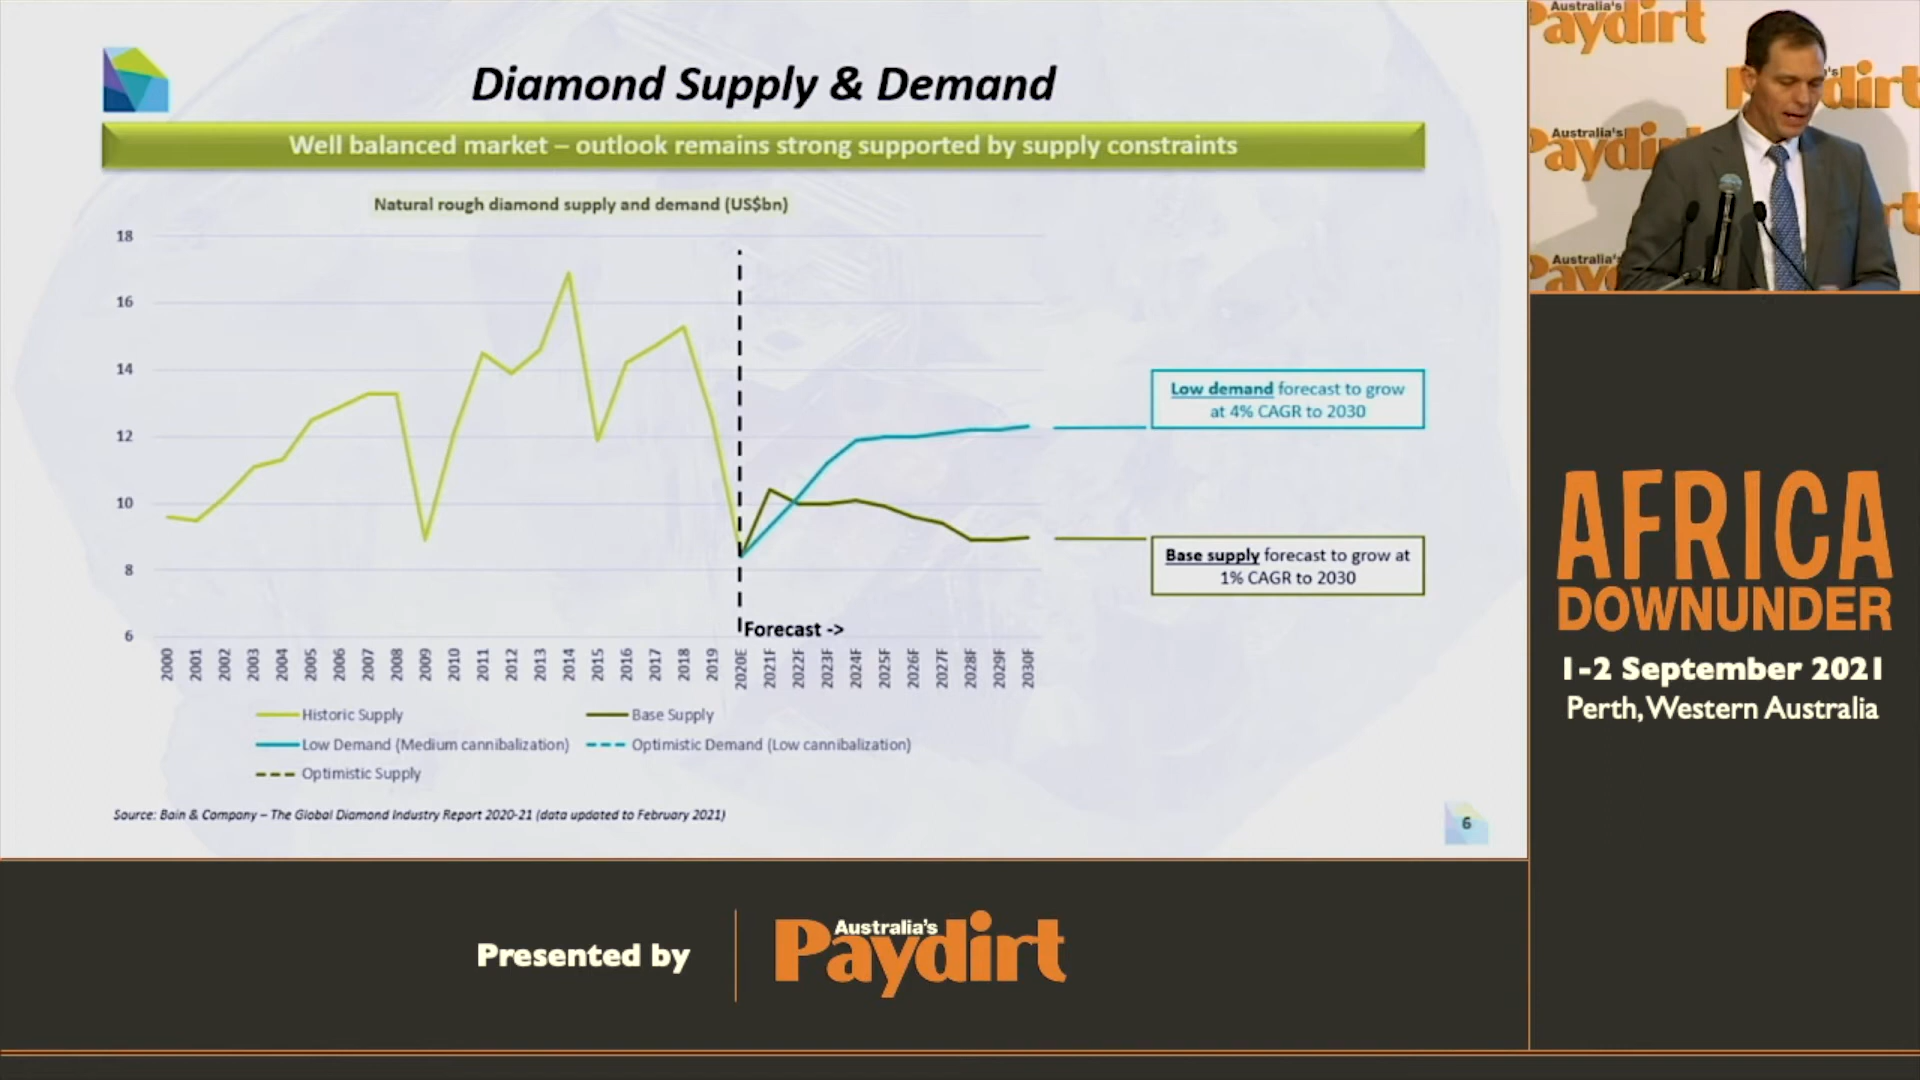 Diamond Supply & Demand
Well balanced market – outlook remains strong supported by supply constraints
Natural rough diamond supply and demand (US$bn)
18
16
14
12
10
8
6
Forecast ->
2000
2001
2002
2003
2004
2005
2006
2007
2008
2009
2010
2011
2012
2013
2014
2015
2016
2017
2018
2019
2020E
2021F
2022F
2023F
2024F
2025F
2026F
2027F
2028F
2029F
2030F
Low demand forecast to grow
at 4% CAGR to 2030
Base supply forecast to grow at
1% CAGR to 2030
Historic Supply
Base Supply
Low Demand (Medium cannibalization)
Optimistic Demand (Low cannibalization)
Optimistic Supply
Source: Bain & Company – The Global Diamond Industry Report 2020-21 (data updated to February 2021)
6
Australia's
Paydirt
Australia's
Paydirt
Australia's
AFRICA
DOWNUNDER
1-2 September 2021
Perth, Western Australia
Presented by
Australia's
Paydirt